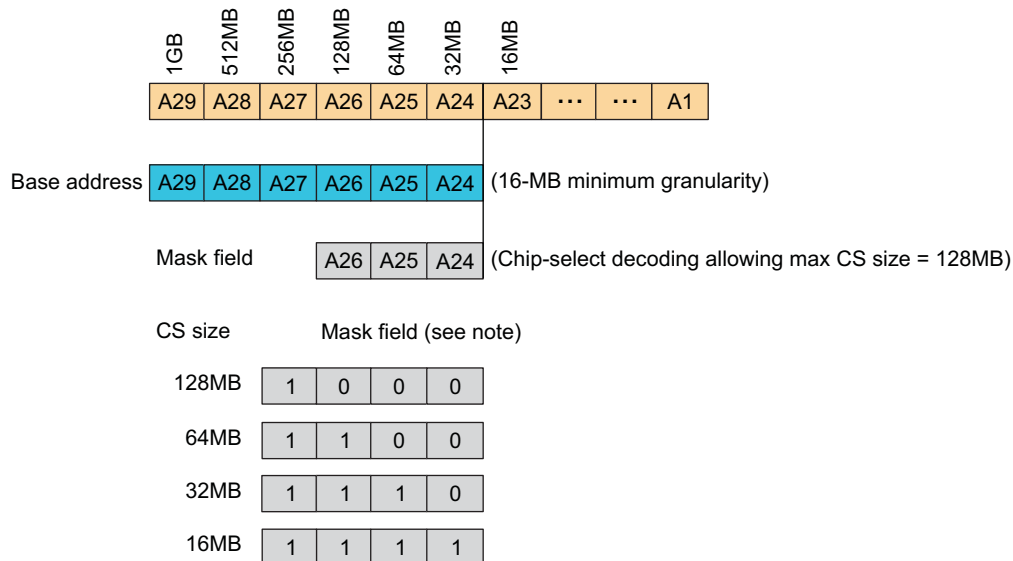 1GB 512MB 256MB 128MB 64MB 32MB 16MB
A29 A28 A27 A26 A25 A24 A23 ... ... A1
Base address A29 A28 A27 A26 A25 A24 (16-MB minimum granularity)
Mask field A26 A25 A24 (Chip-select decoding allowing max CS size = 128MB)
CS size Mask field (see note)
128MB 1 0 0 0
64MB 1 1 0 0
32MB 1 1 1 0
16MB 1 1 1 1